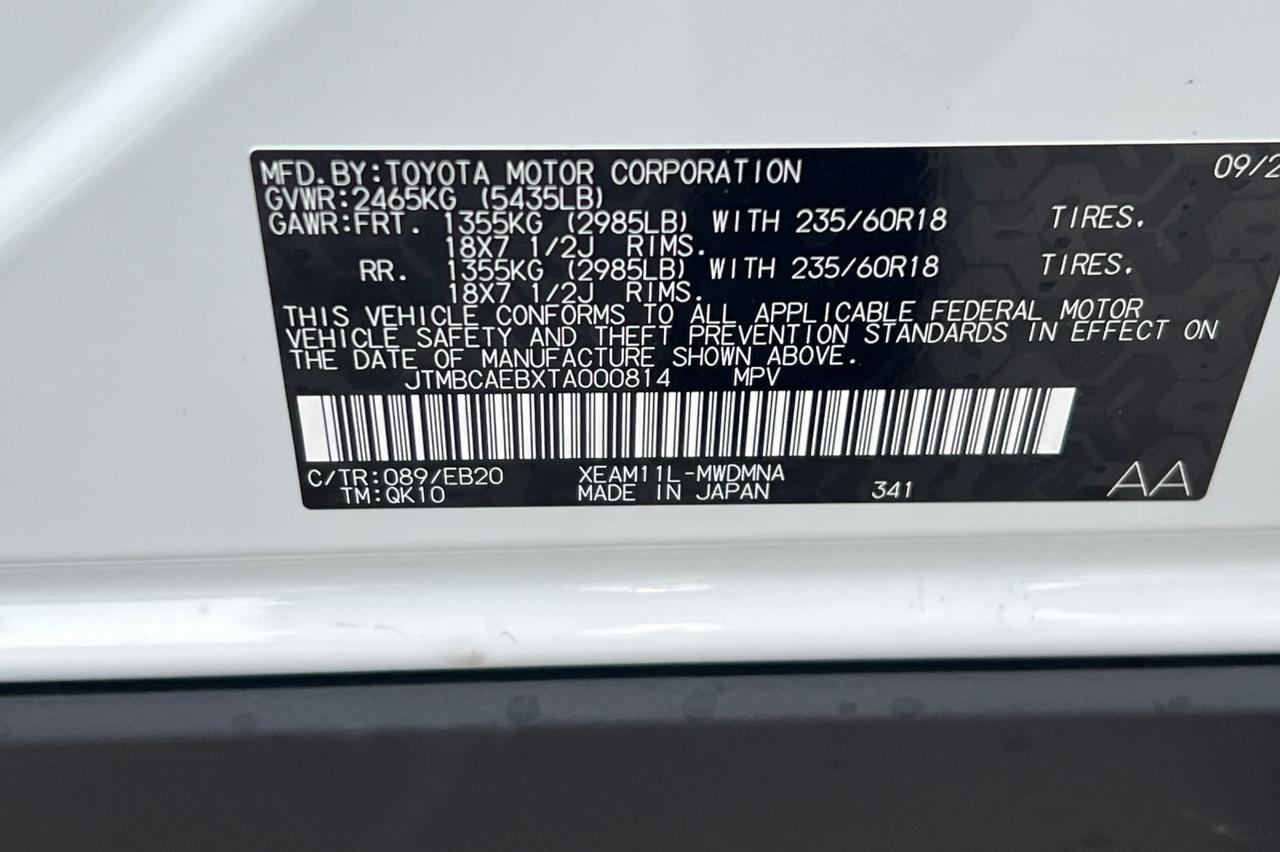 MFD.BY:TOYOTA MOTOR CORPORATION 09/2
GVWR:2465KG (5435LB)
GAWR:FRT. 1355KG (2985LB) WITH 235/60R18 TIRES.
18X7 1/2J RIMS.
RR. 1355KG (2985LB) WITH 235/60R18 TIRES.
18X7 1/2J RIMS.
THIS VEHICLE CONFORMS TO ALL APPLICABLE FEDERAL MOTOR
VEHICLE SAFETY AND THEFT PREVENTION STANDARDS IN EFFECT ON
THE DATE OF MANUFACTURE SHOWN ABOVE.
JTMBCAEBXTA000814 MPV
C/TR:089/EB20 XEAM11L-MWDMNA
TM:QK10 MADE IN JAPAN 341 AA